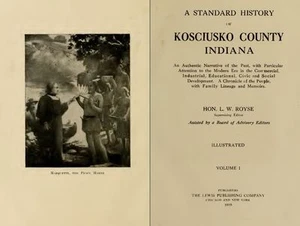 A STANDARD HISTORY
OF
KOSCIUSKO COUNTY
INDIANA
An Authentic Narrative of the Past, with Particular
Attention to the Modern Era in the Commercial,
Industrial, Educational, Civic and Social
Development. A Chronicle of the People,
with Family Lineage and Memoirs.
HON. L. W. ROYSE
Supervising Editor
Assisted by a Board of Advisory Editors
ILLUSTRATED
VOLUME I
PUBLISHERS
THE LEWIS PUBLISHING COMPANY
CHICAGO AND NEW YORK
1919